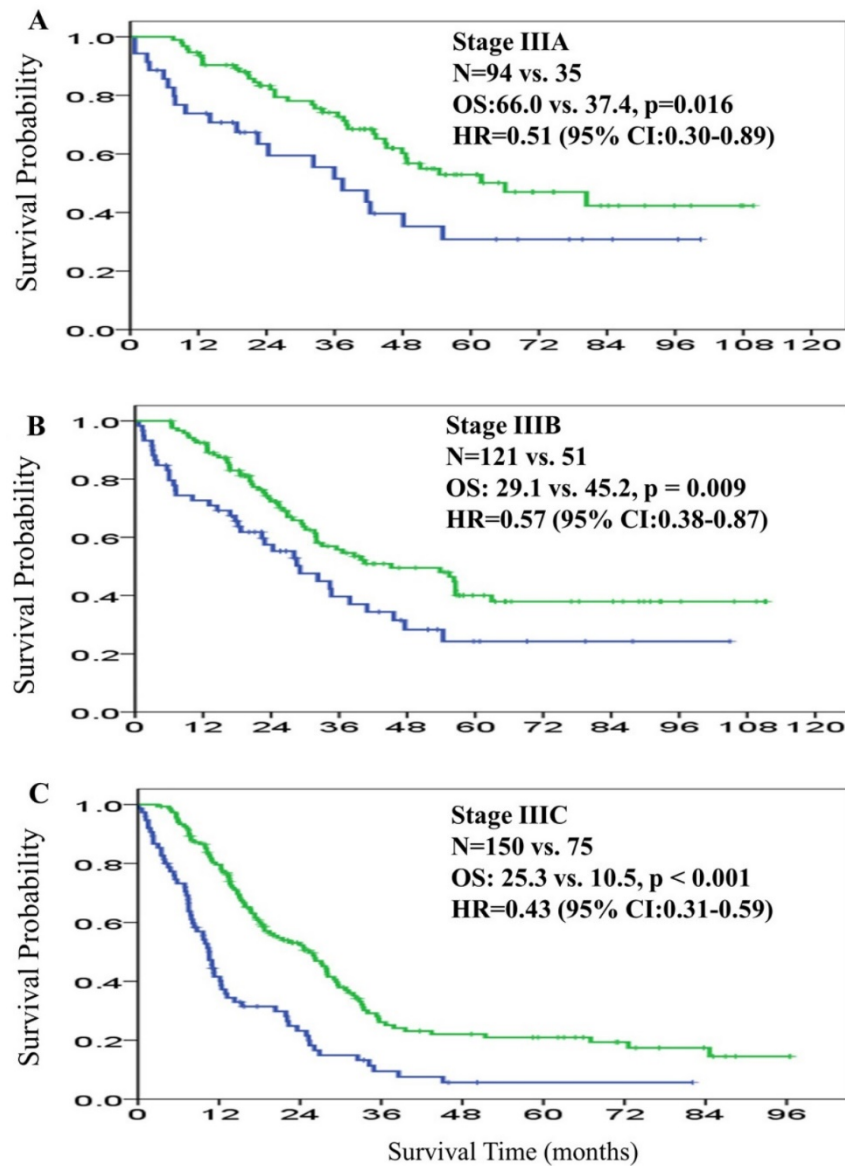 A
Stage IIIA
N=94 vs. 35
OS:66.0 vs. 37.4, p=0.016
HR=0.51 (95% CI:0.30-0.89)
Survival Probability
1.0
0.8
0.6
0.4
0.2
0.0
0 12 24 36 48 60 72 84 96 108 120
B
Stage IIIB
N=121 vs. 51
OS: 29.1 vs. 45.2, p = 0.009
HR=0.57 (95% CI:0.38-0.87)
Survival Probability
1.0
0.8
0.6
0.4
0.2
0.0
0 12 24 36 48 60 72 84 96 108 120
C
Stage IIIC
N=150 vs. 75
OS: 25.3 vs. 10.5, p < 0.001
HR=0.43 (95% CI:0.31-0.59)
Survival Probability
1.0
0.8
0.6
0.4
0.2
0.0
0 12 24 36 48 60 72 84 96
Survival Time (months)